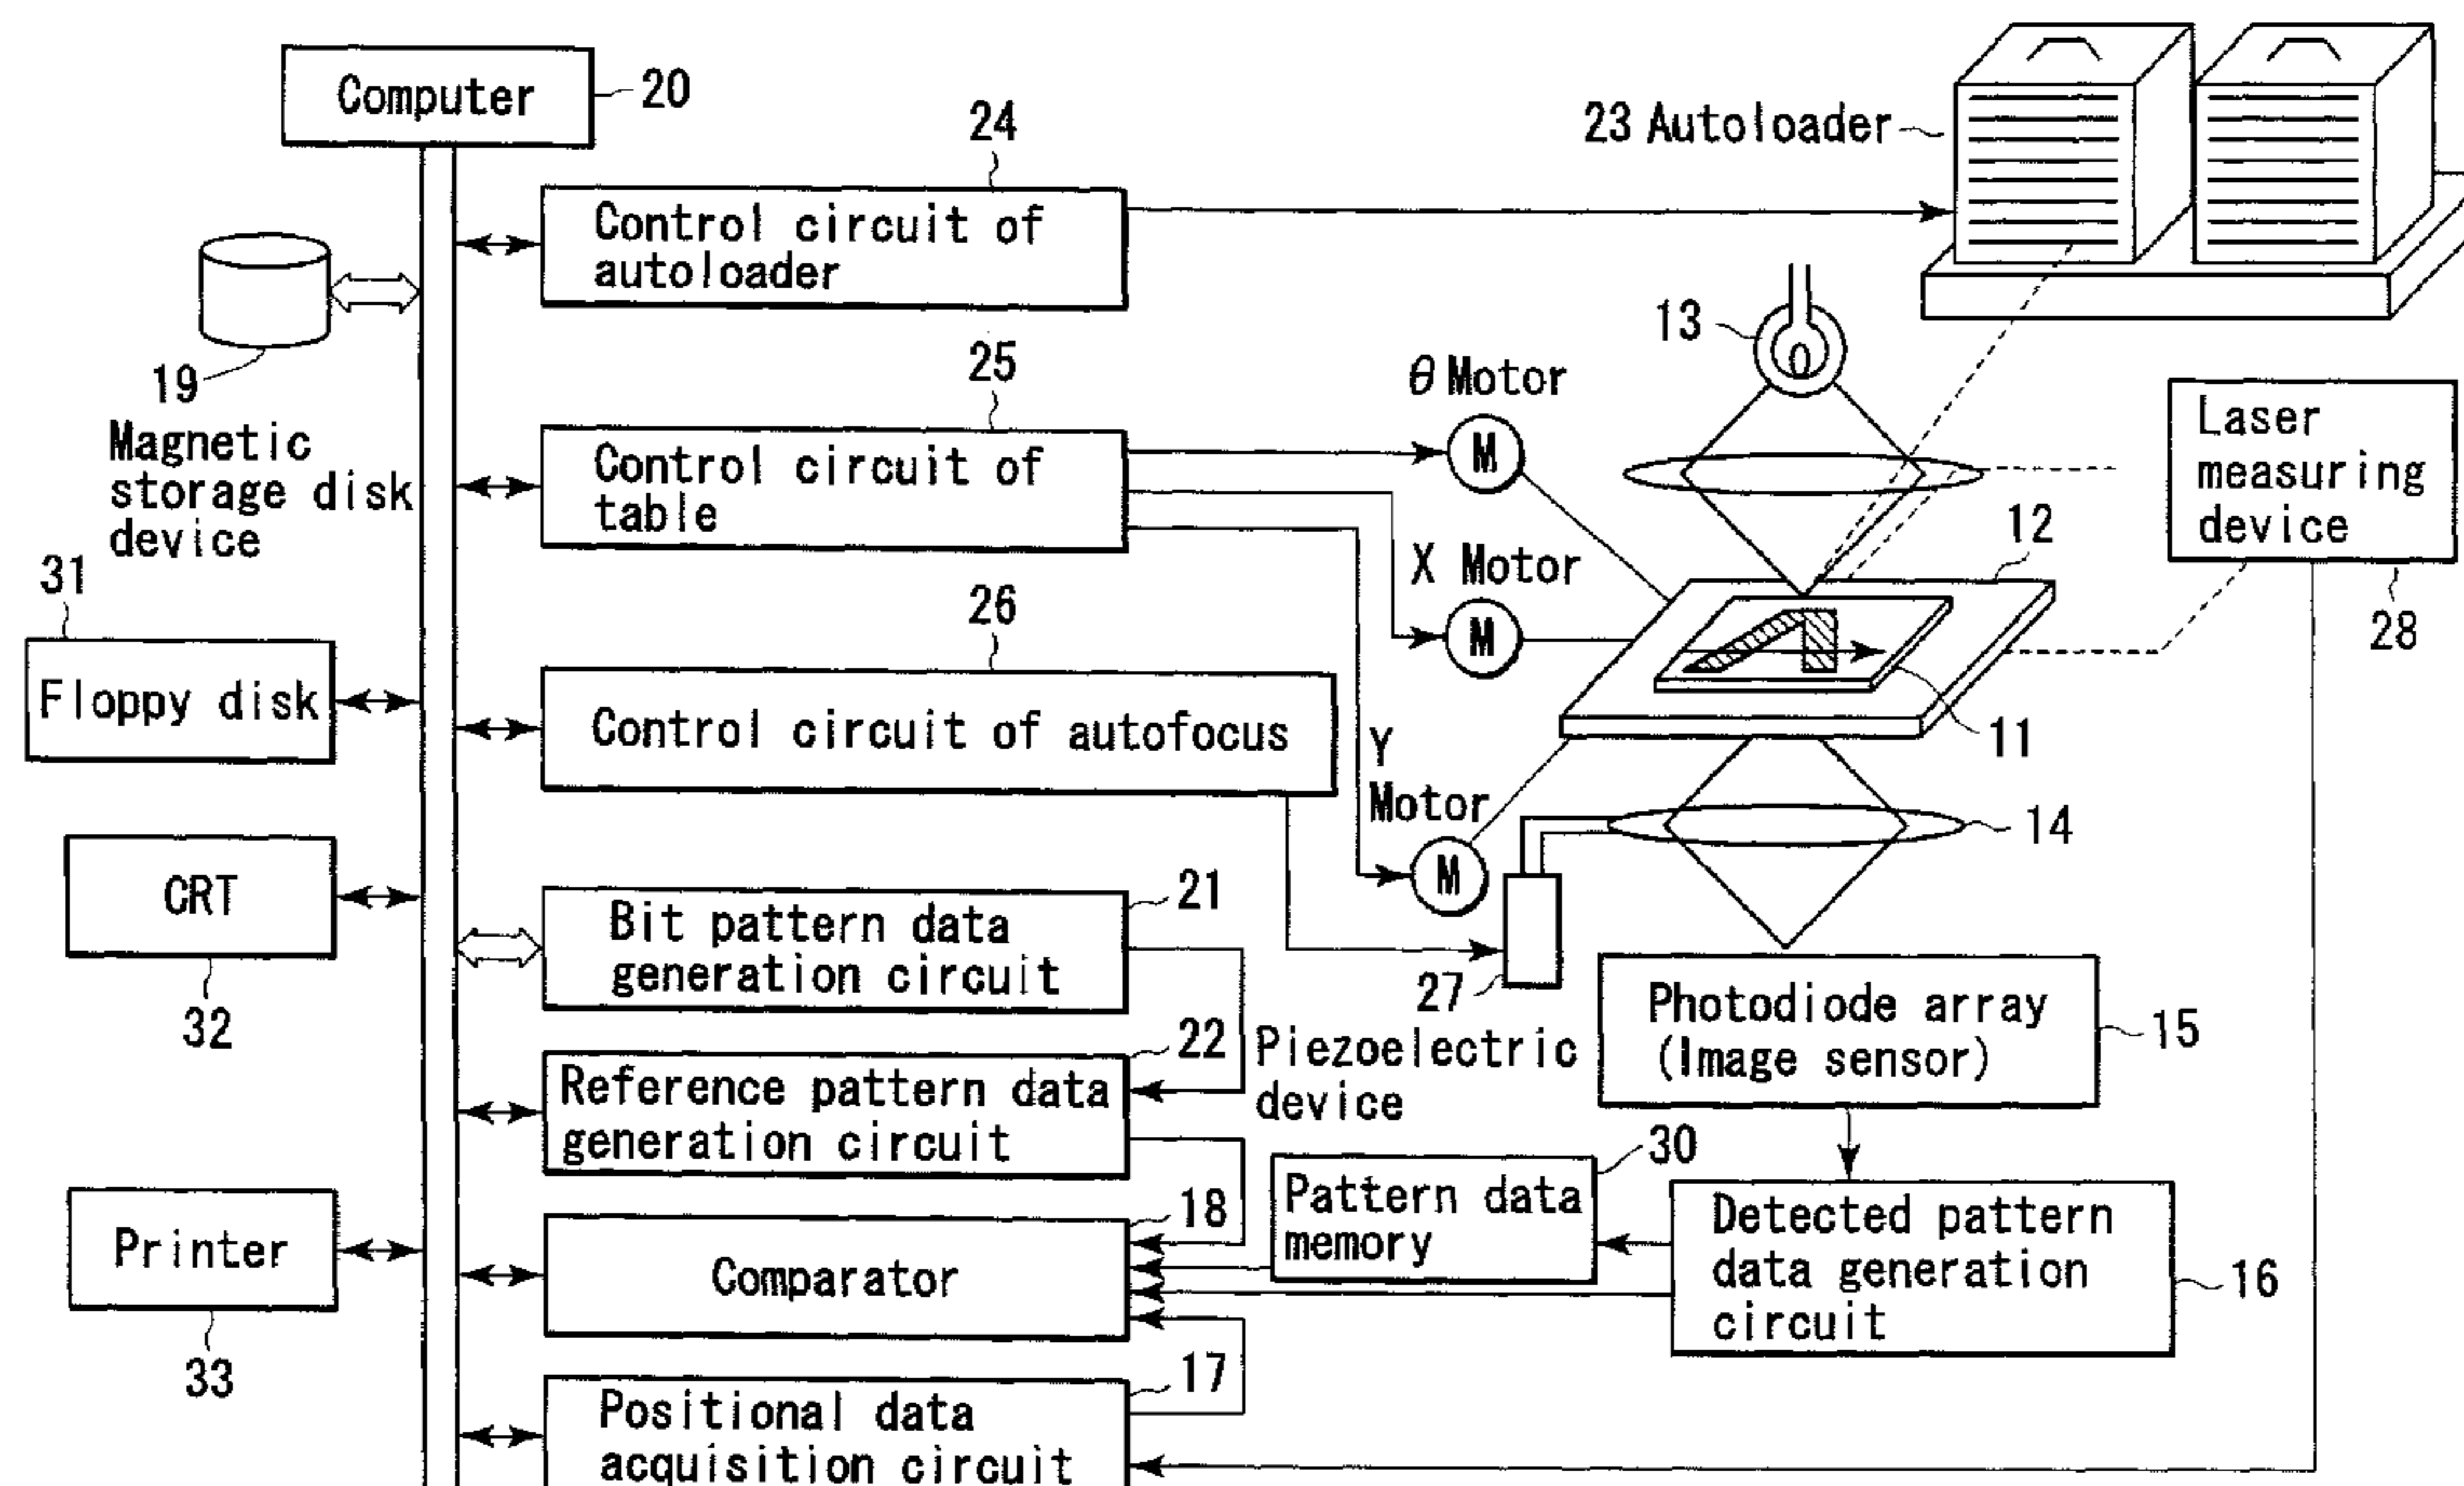 Computer
20
24
23 Autoloader
Control circuit of
autoloader
13
19
Magnetic
storage disk
device
25
Control circuit of
table
θ Motor
M
X Motor
M
Laser
measuring
device
12
28
31
Floppy disk
26
Control circuit of autofocus
Y
Motor
M
11
14
CRT
32
21
Bit pattern data
generation circuit
27
Piezoelectric
device
Photodiode array
(Image sensor)
15
22
Reference pattern data
generation circuit
30
Pattern data
memory
Printer
33
18
Comparator
Detected pattern
data generation
circuit
16
17
Positional data
acquisition circuit